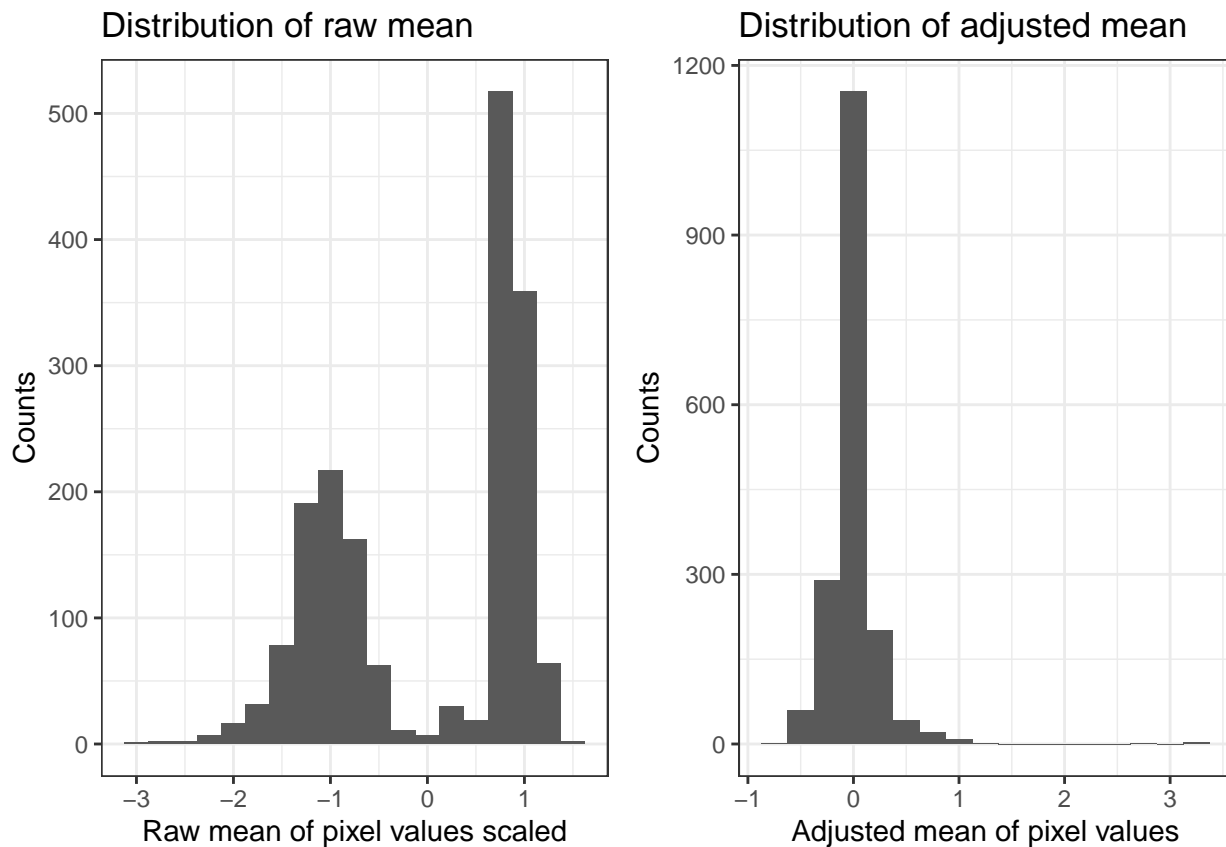 Distribution of raw mean
500
400
300
200
100
0
Counts
−3 −2 −1 0 1
Raw mean of pixel values scaled
Distribution of adjusted mean
1200
900
600
300
0
Counts
−1 0 1 2 3
Adjusted mean of pixel values